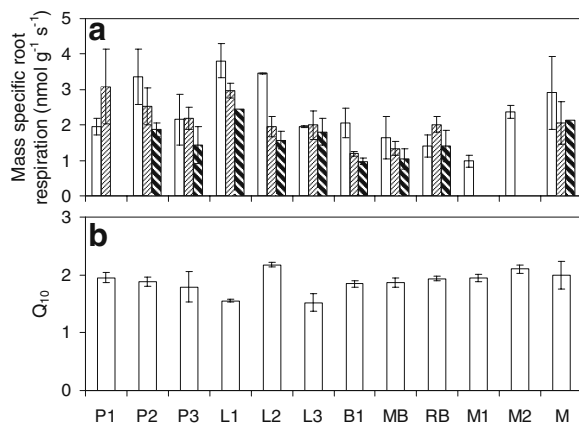 a
Mass specific root
respiration (nmol g⁻¹ s⁻¹)
5
4
3
2
1
0
b
Q₁₀
3
2
1
0
P1 P2 P3 L1 L2 L3 B1 MB RB M1 M2 M